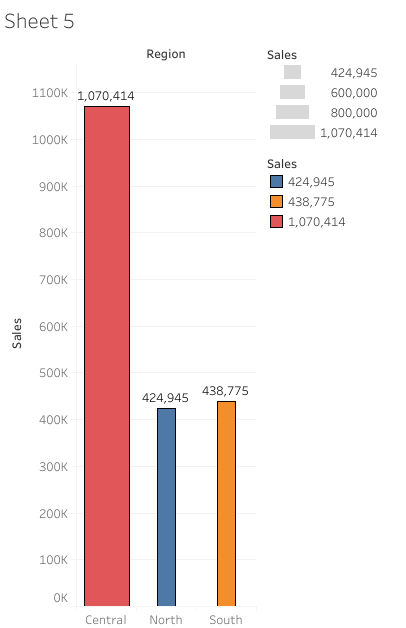 Sheet 5
Region
Sales
1100K
1000K
900K
800K
700K
600K
500K
400K
300K
200K
100K
0K
1,070,414
424,945
438,775
Central
North
South
Sales
424,945
600,000
800,000
1,070,414
Sales
424,945
438,775
1,070,414